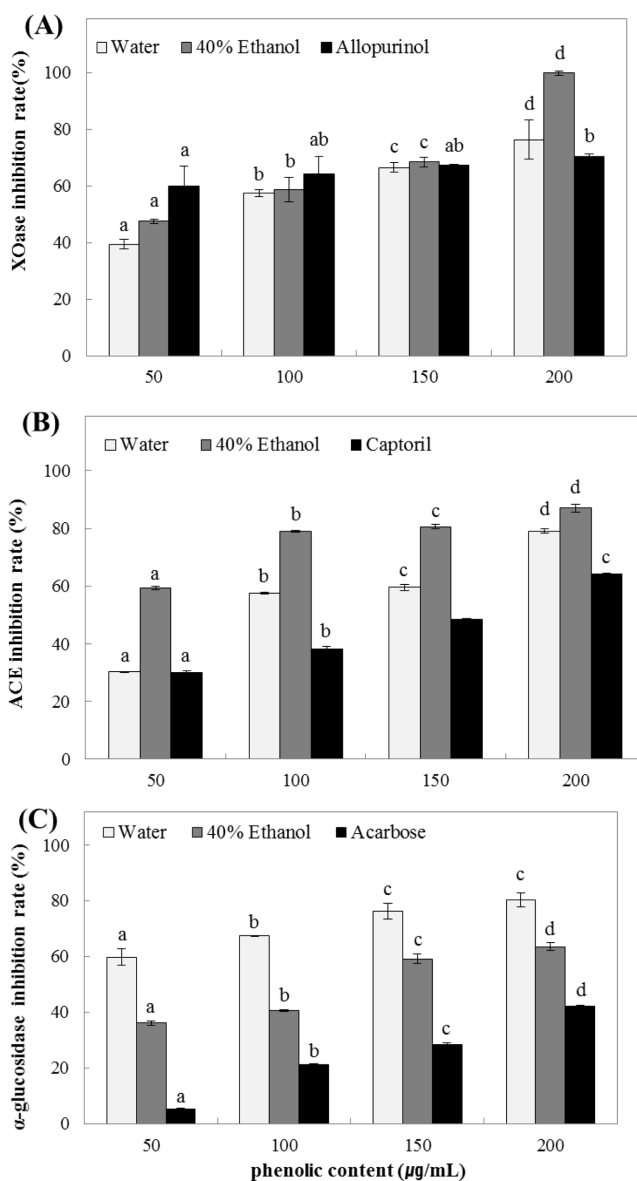 (A)
Water 40% Ethanol Allopurinol
XOase inhibition rate(%)
100
80
60
40
20
0
a a a
b b ab
c c ab
d d b
50 100 150 200
(B)
Water 40% Ethanol Captoril
ACE inhibition rate (%)
100
80
60
40
20
0
a a a
b b b
c c
d d c
50 100 150 200
(C)
Water 40% Ethanol Acarbose
α-glucosidase inhibition rate (%)
100
80
60
40
20
0
a a a
b b b
c c c
c d d
50 100 150 200
phenolic content (㎍/mL)